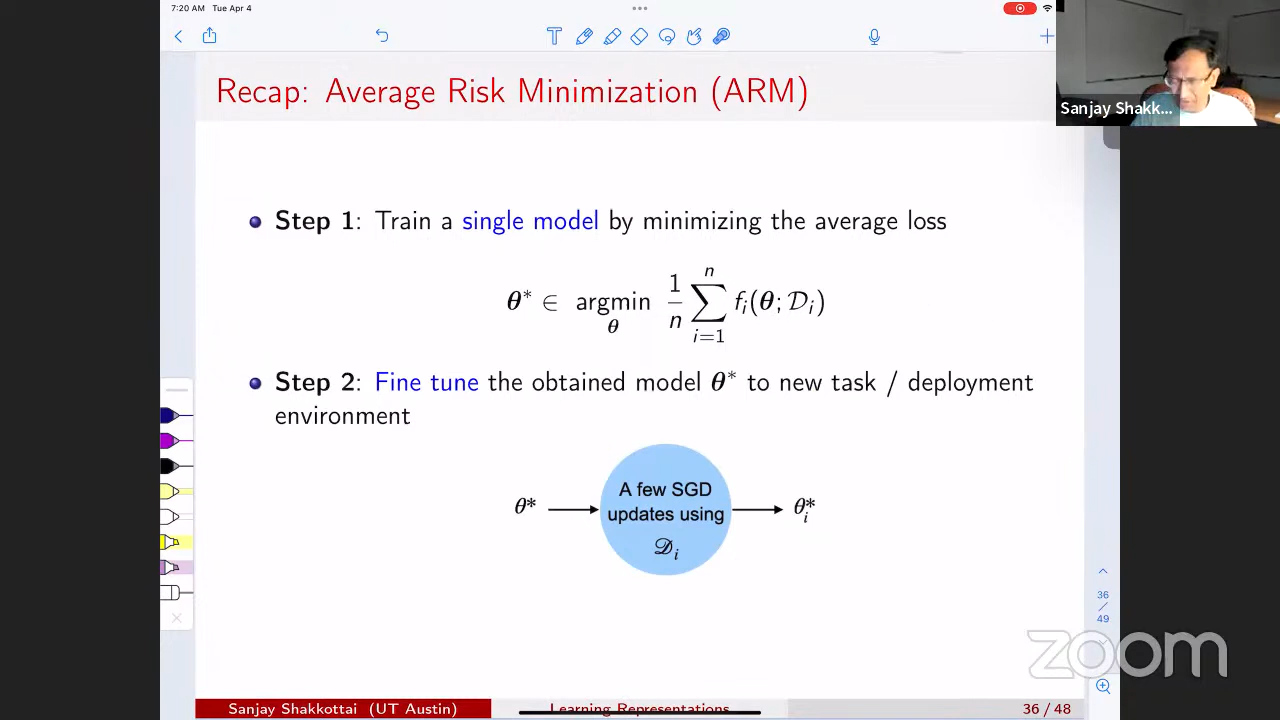 7:20 AM Tue Apr 4
Recap: Average Risk Minimization (ARM)
Sanjay Shakk...
Step 1: Train a single model by minimizing the average loss
θ* ∈ argmin_θ 1/n ∑_{i=1}^{n} f_i(θ; 𝒟_i)
Step 2: Fine tune the obtained model θ* to new task / deployment
environment
θ* → A few SGD → θ_i*
updates using
𝒟_i
36
/
49
zoom
Sanjay Shakkottai (UT Austin)
Learning Representations
36 / 48